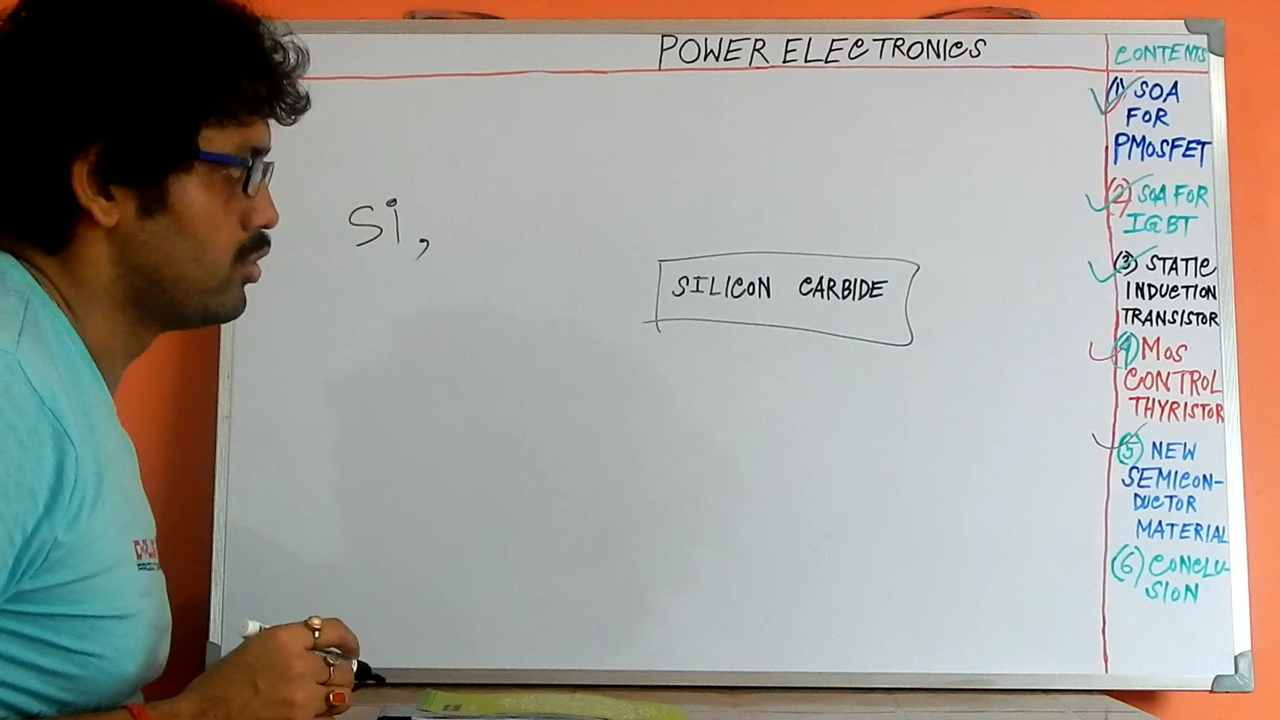 POWER ELECTRONICS
Si,
SILICON CARBIDE
CONTENTS
(1) SOA
FOR
PMOSFET
(2) SOA FOR
IGBT
(3) STATIC
INDUCTION
TRANSISTOR
(4) MOS
CONTROL
THYRISTOR
(5) NEW
SEMICON-
DUCTOR
MATERIAL
(6) CONCLU-
SION